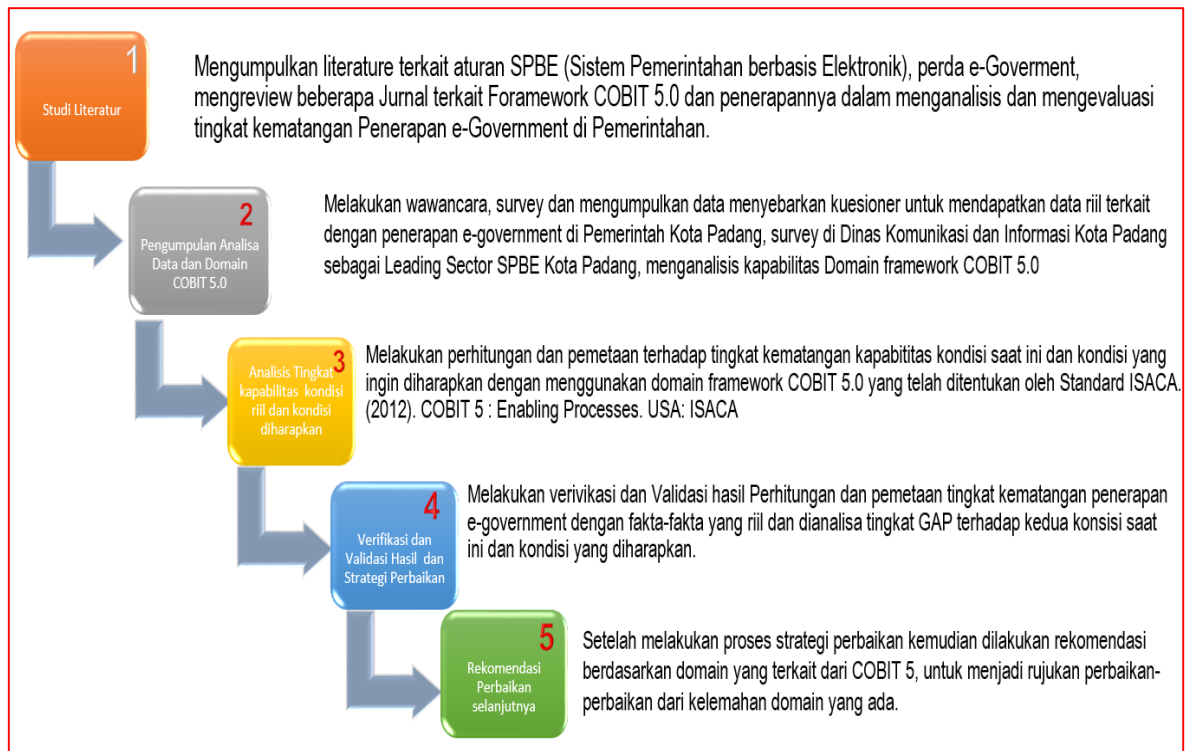 1
Studi Literatur
Mengumpulkan literature terkait aturan SPBE (Sistem Pemerintahan berbasis Elektronik), perda e-Goverment,
mengreview beberapa Jurnal terkait Foramework COBIT 5.0 dan penerapannya dalam menganalisis dan mengevaluasi
tingkat kematangan Penerapan e-Government di Pemerintahan.
2
Pengumpulan Analisa
Data dan Domain
COBIT 5.0
Melakukan wawancara, survey dan mengumpulkan data menyebarkan kuesioner untuk mendapatkan data riil terkait
dengan penerapan e-government di Pemerintah Kota Padang, survey di Dinas Komunikasi dan Informasi Kota Padang
sebagai Leading Sector SPBE Kota Padang, menganalisis kapabilitas Domain framework COBIT 5.0
3
Analisis Tingkat
kapabilitas kondisi
riil dan kondisi
diharapkan
Melakukan perhitungan dan pemetaan terhadap tingkat kematangan kapabtitas kondisi saat ini dan kondisi yang
ingin diharapkan dengan menggunakan domain framework COBIT 5.0 yang telah ditentukan oleh Standard ISACA.
(2012). COBIT 5 : Enabling Processes. USA: ISACA
4
Verifikasi dan
Validasi Hasil dan
Strategi Perbaikan
Melakukan verivikasi dan Validasi hasil Perhitungan dan pemetaan tingkat kematangan penerapan
e-government dengan fakta-fakta yang riil dan dianalisa tingkat GAP terhadap kedua konsisi saat
ini dan kondisi yang diharapkan.
5
Rekomendasi
Perbaikan
selanjutnya
Setelah melakukan proses strategi perbaikan kemudian dilakukan rekomendasi
berdasarkan domain yang terkait dari COBIT 5, untuk menjadi rujukan perbaikan-
perbaikan dari kelemahan domain yang ada.